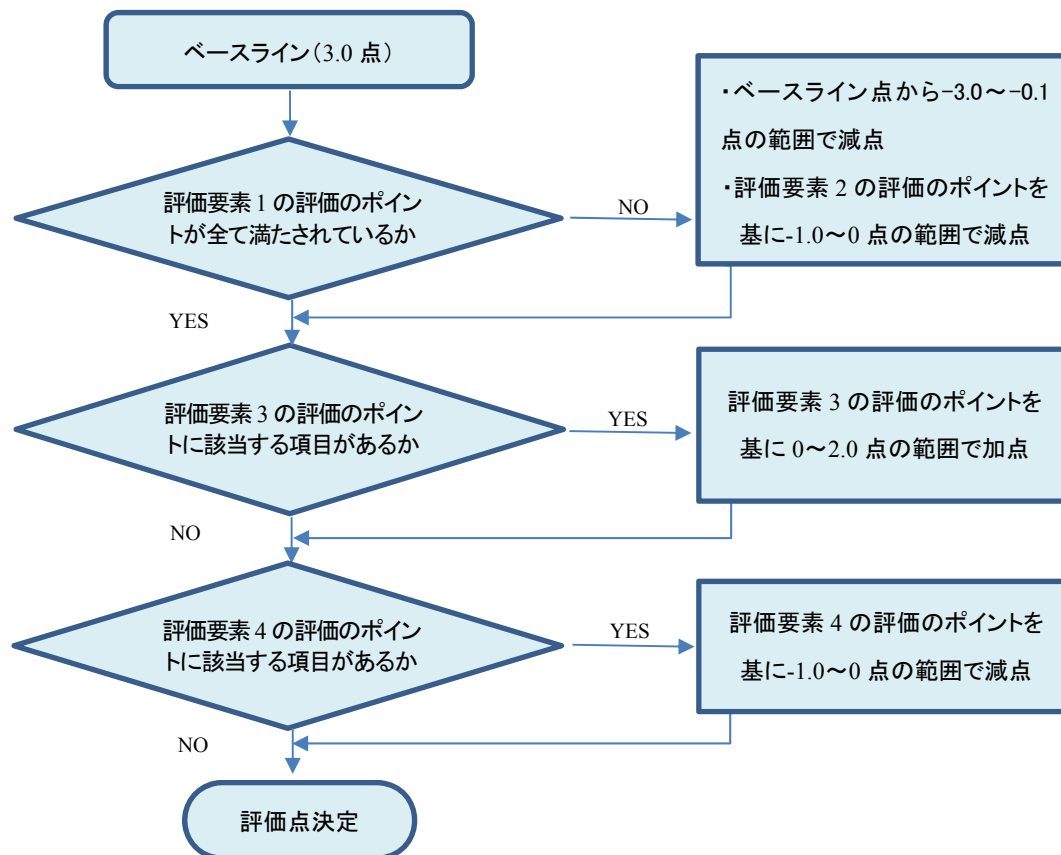 ベースライン（3.0 点）
・ベースライン点から−3.0～−0.1
点の範囲で減点
・評価要素 2 の評価のポイントを
基に-1.0～0 点の範囲で減点
評価要素 1 の評価のポイン
トが全て満たされているか
NO
YES
評価要素 3 の評価のポイン
トに該当する項目があるか
YES
評価要素 3 の評価のポイントを
基に 0～2.0 点の範囲で加点
NO
評価要素 4 の評価のポイン
トに該当する項目があるか
YES
評価要素 4 の評価のポイントを
基に-1.0～0 点の範囲で減点
NO
評価点決定